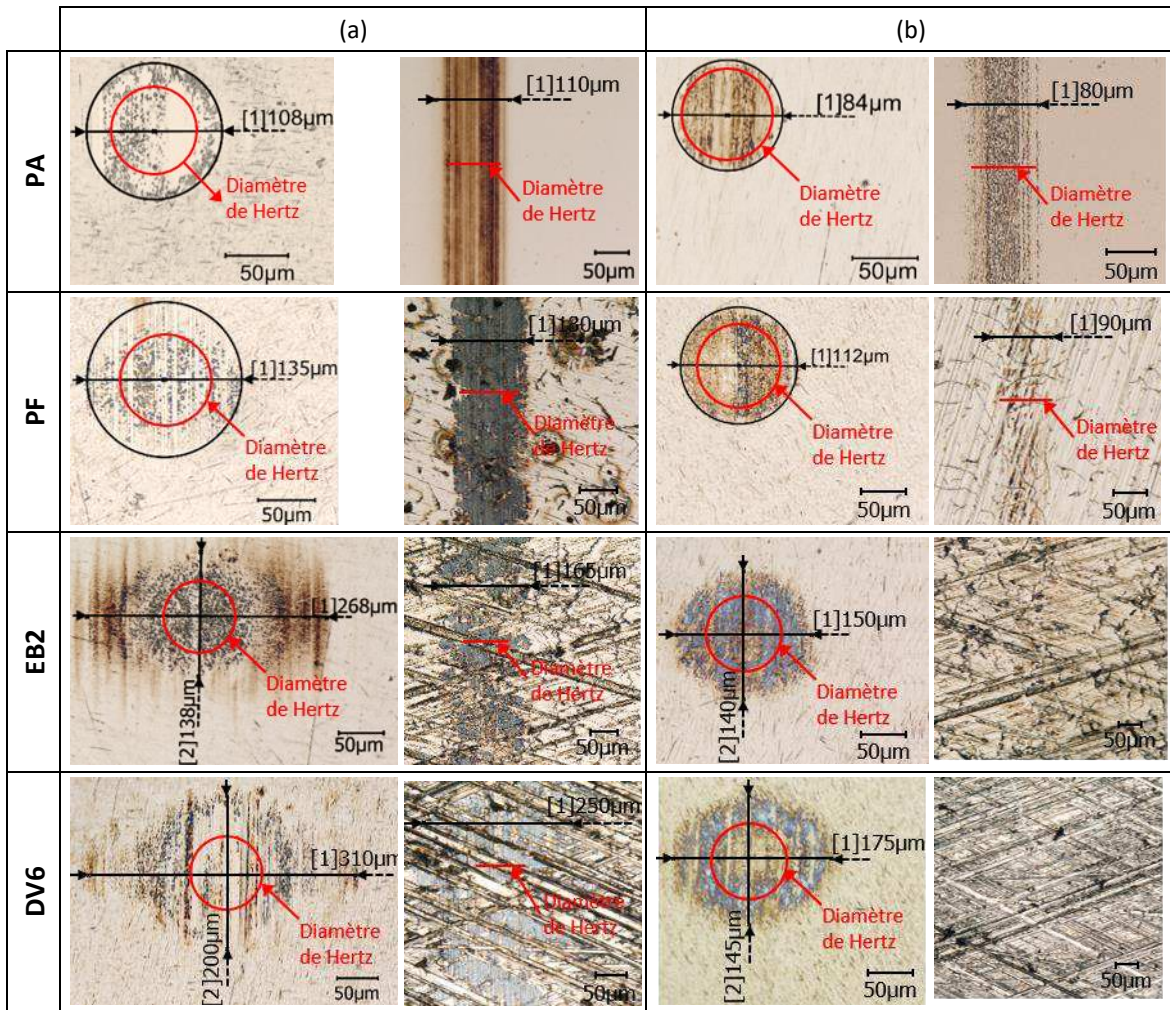 (a)
(b)
PA
[1]108µm
Diamètre
de Hertz
50µm
[1]110µm
Diamètre
de Hertz
50µm
[1]84µm
Diamètre
de Hertz
50µm
[1]80µm
Diamètre
de Hertz
50µm
PF
[1]135µm
Diamètre
de Hertz
50µm
[1]130µm
Diamètre
de Hertz
50µm
[1]112µm
Diamètre
de Hertz
50µm
[1]90µm
Diamètre
de Hertz
50µm
EB2
[1]268µm
[2]138µm
Diamètre
de Hertz
50µm
[1]165µm
Diamètre
de Hertz
50µm
[1]150µm
[2]140µm
Diamètre
de Hertz
50µm
50µm
DV6
[1]310µm
[2]200µm
Diamètre
de Hertz
50µm
[1]250µm
Diamètre
de Hertz
50µm
[1]175µm
[2]145µm
Diamètre
de Hertz
50µm
50µm